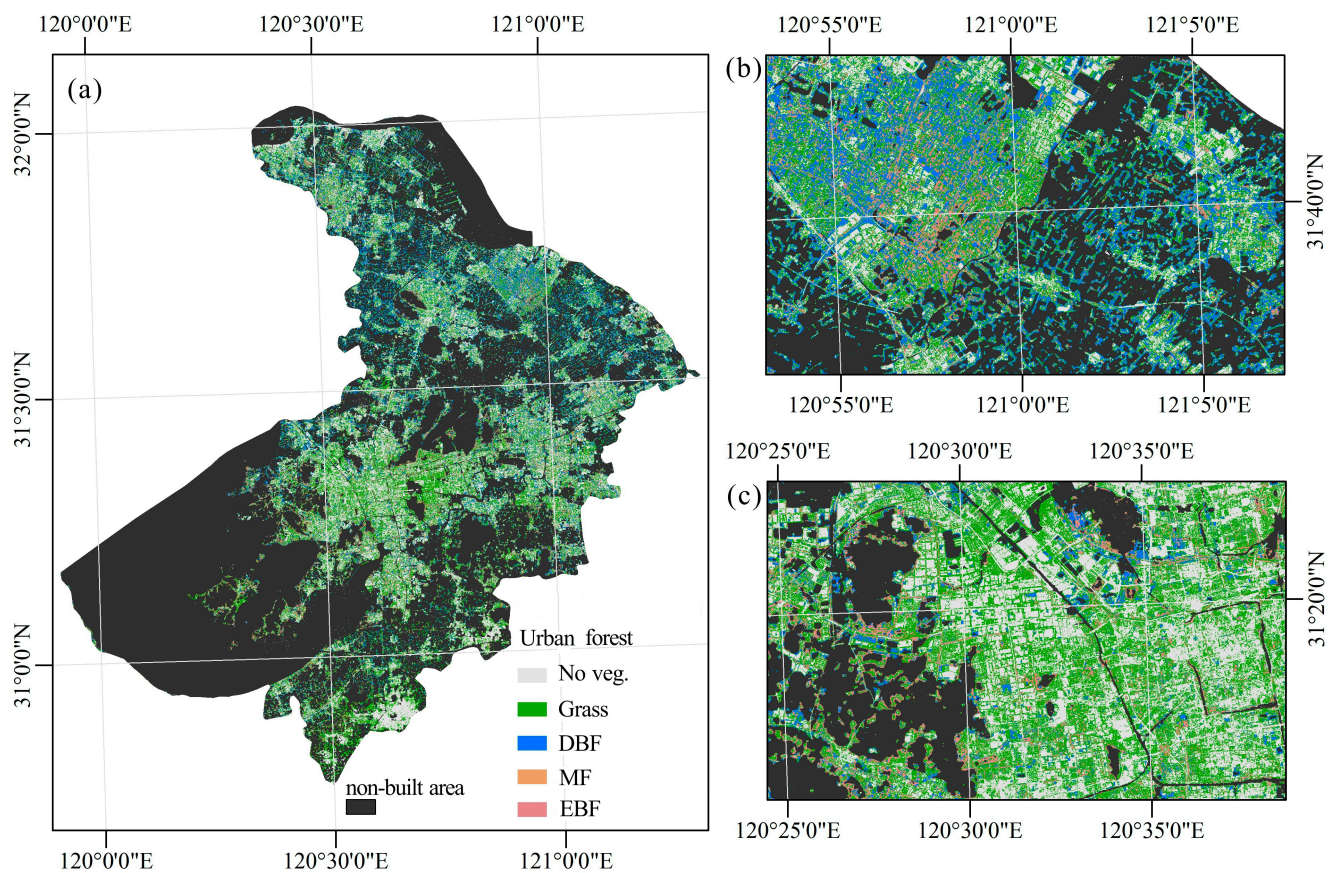 120°0'0"E
120°30'0"E
121°0'0"E
(a)
32°0'0"N
31°30'0"N
31°0'0"N
Urban forest
No veg.
Grass
DBF
MF
EBF
non-built area
120°0'0"E
120°30'0"E
121°0'0"E
120°55'0"E
121°0'0"E
121°5'0"E
(b)
31°40'0"N
120°55'0"E
121°0'0"E
121°5'0"E
120°25'0"E
120°30'0"E
120°35'0"E
(c)
31°20'0"N
120°25'0"E
120°30'0"E
120°35'0"E